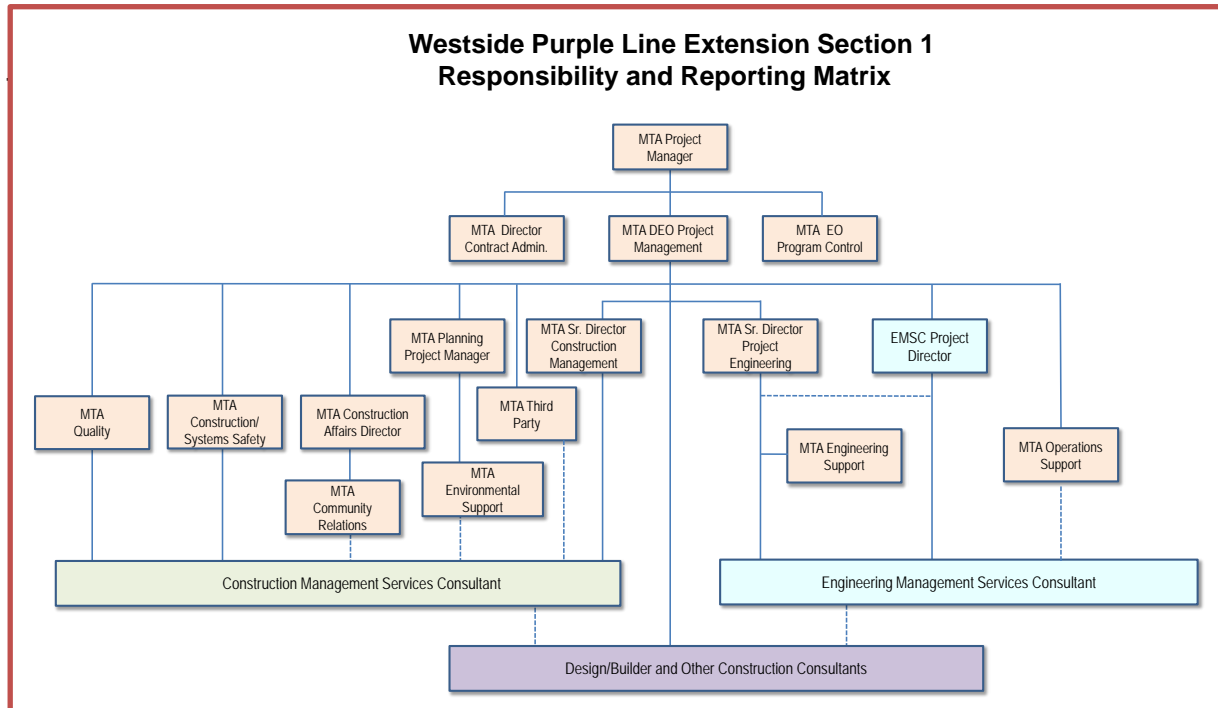 Westside Purple Line Extension Section 1
Responsibility and Reporting Matrix
MTA Project
Manager
MTA Director
Contract Admin.
MTA DEO Project
Management
MTA EO
Program Control
MTA Planning
Project Manager
MTA Sr. Director
Construction
Management
MTA Sr. Director
Project
Engineering
EMSC Project
Director
MTA
Quality
MTA
Construction/
Systems Safety
MTA Construction
Affairs Director
MTA Third
Party
MTA Engineering
Support
MTA Operations
Support
MTA
Community
Relations
MTA
Environmental
Support
Construction Management Services Consultant
Engineering Management Services Consultant
Design/Builder and Other Construction Consultants